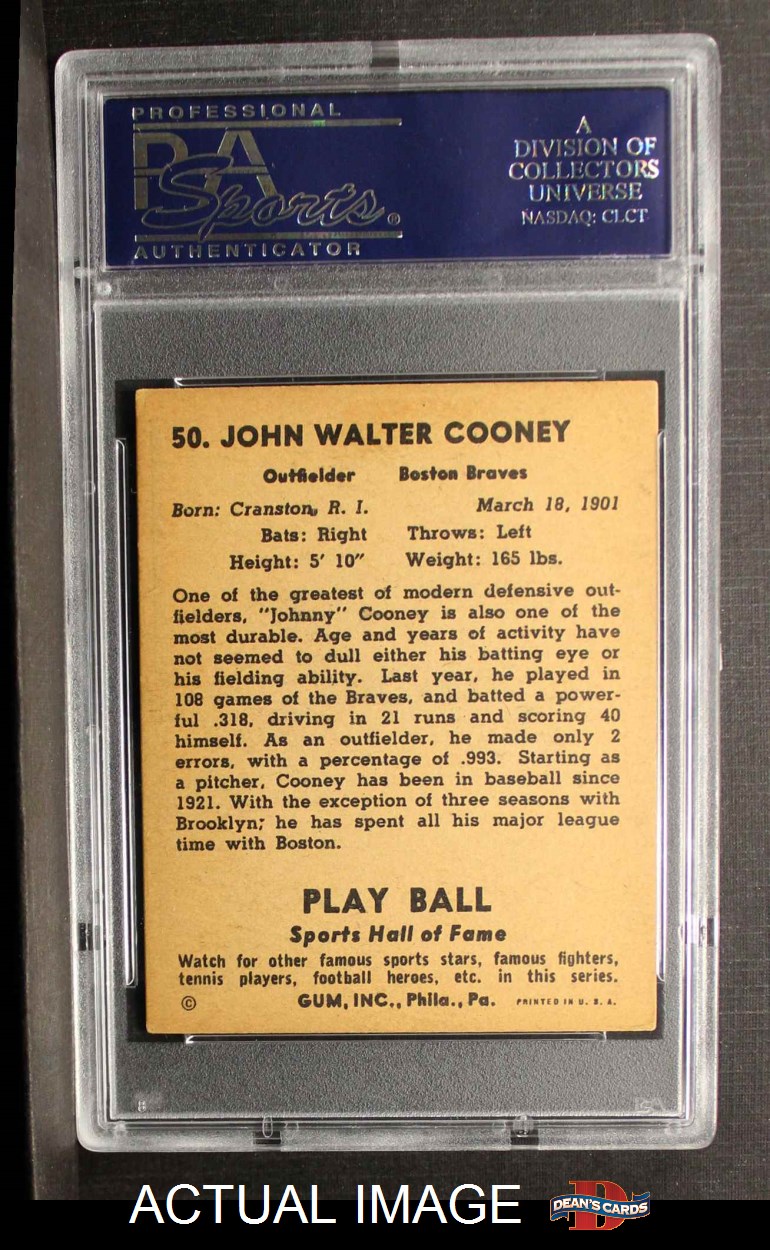 PROFESSIONAL
PSA
Sports®
AUTHENTICATOR
A
DIVISION OF
COLLECTORS
UNIVERSE
NASDAQ: CLCT
50. JOHN WALTER COONEY
Outfielder Boston Braves
Born: Cranston, R. I. March 18, 1901
Bats: Right Throws: Left
Height: 5' 10" Weight: 165 lbs.
One of the greatest of modern defensive out-
fielders, "Johnny" Cooney is also one of the
most durable. Age and years of activity have
not seemed to dull either his batting eye or
his fielding ability. Last year, he played in
108 games of the Braves, and batted a power-
ful .318, driving in 21 runs and scoring 40
himself. As an outfielder, he made only 2
errors, with a percentage of .993. Starting as
a pitcher, Cooney has been in baseball since
1921. With the exception of three seasons with
Brooklyn; he has spent all his major league
time with Boston.
PLAY BALL
Sports Hall of Fame
Watch for other famous sports stars, famous fighters,
tennis players, football heroes, etc. in this series.
© GUM, INC., Phila., Pa. PRINTED IN U. S. A.
ACTUAL IMAGE
DEAN'S CARDS